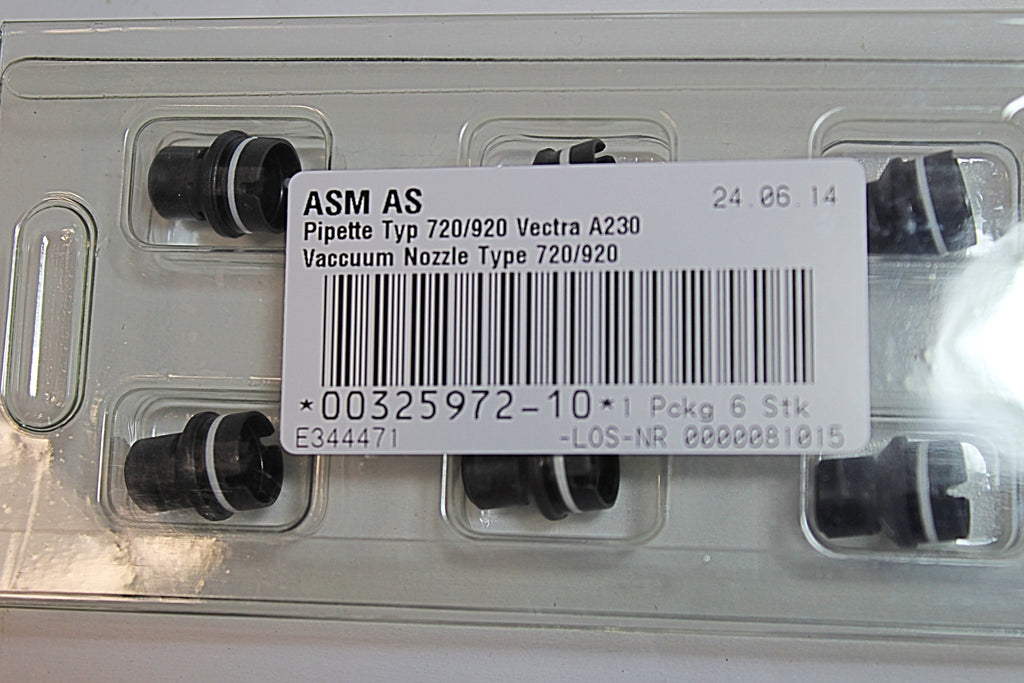 ASM AS 24.06.14
Pipette Typ 720/920 Vectra A230
Vaccuum Nozzle Type 720/920
*00325972-10* 1 Pckg 6 Stk
E344471 -LOS-NR 0000081015